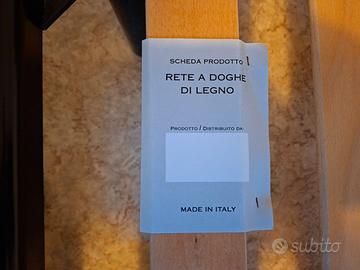 SCHEDA PRODOTTO
RETE A DOGHE
DI LEGNO
PRODOTTO / DISTRIBUITO DA:
MADE IN ITALY
subito